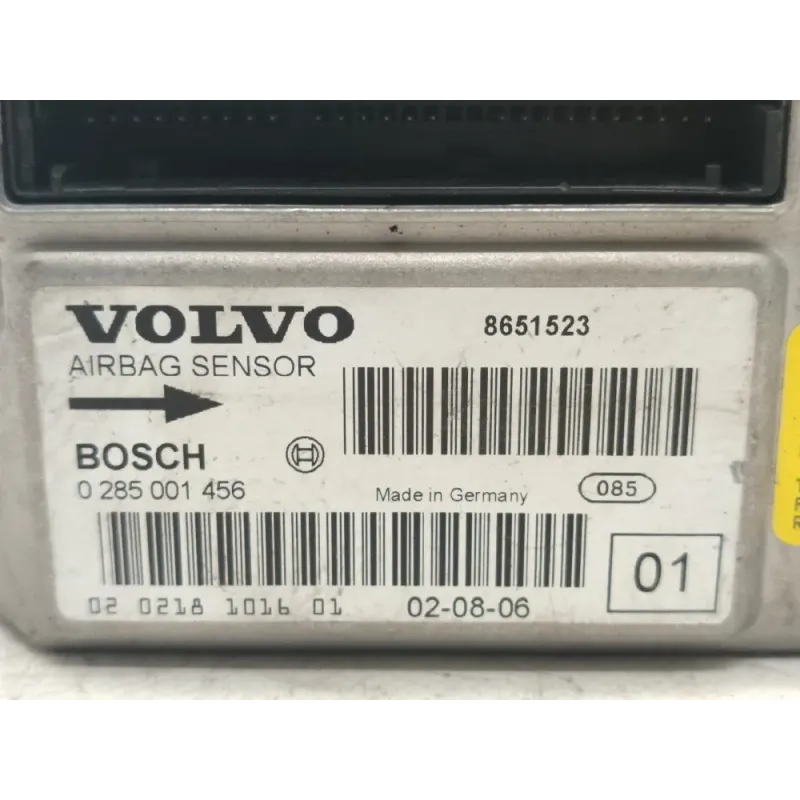 VOLVO 8651523
AIRBAG SENSOR
BOSCH
0 285 001 456 Made in Germany 085
01
02 0218 1016 01 02-08-06